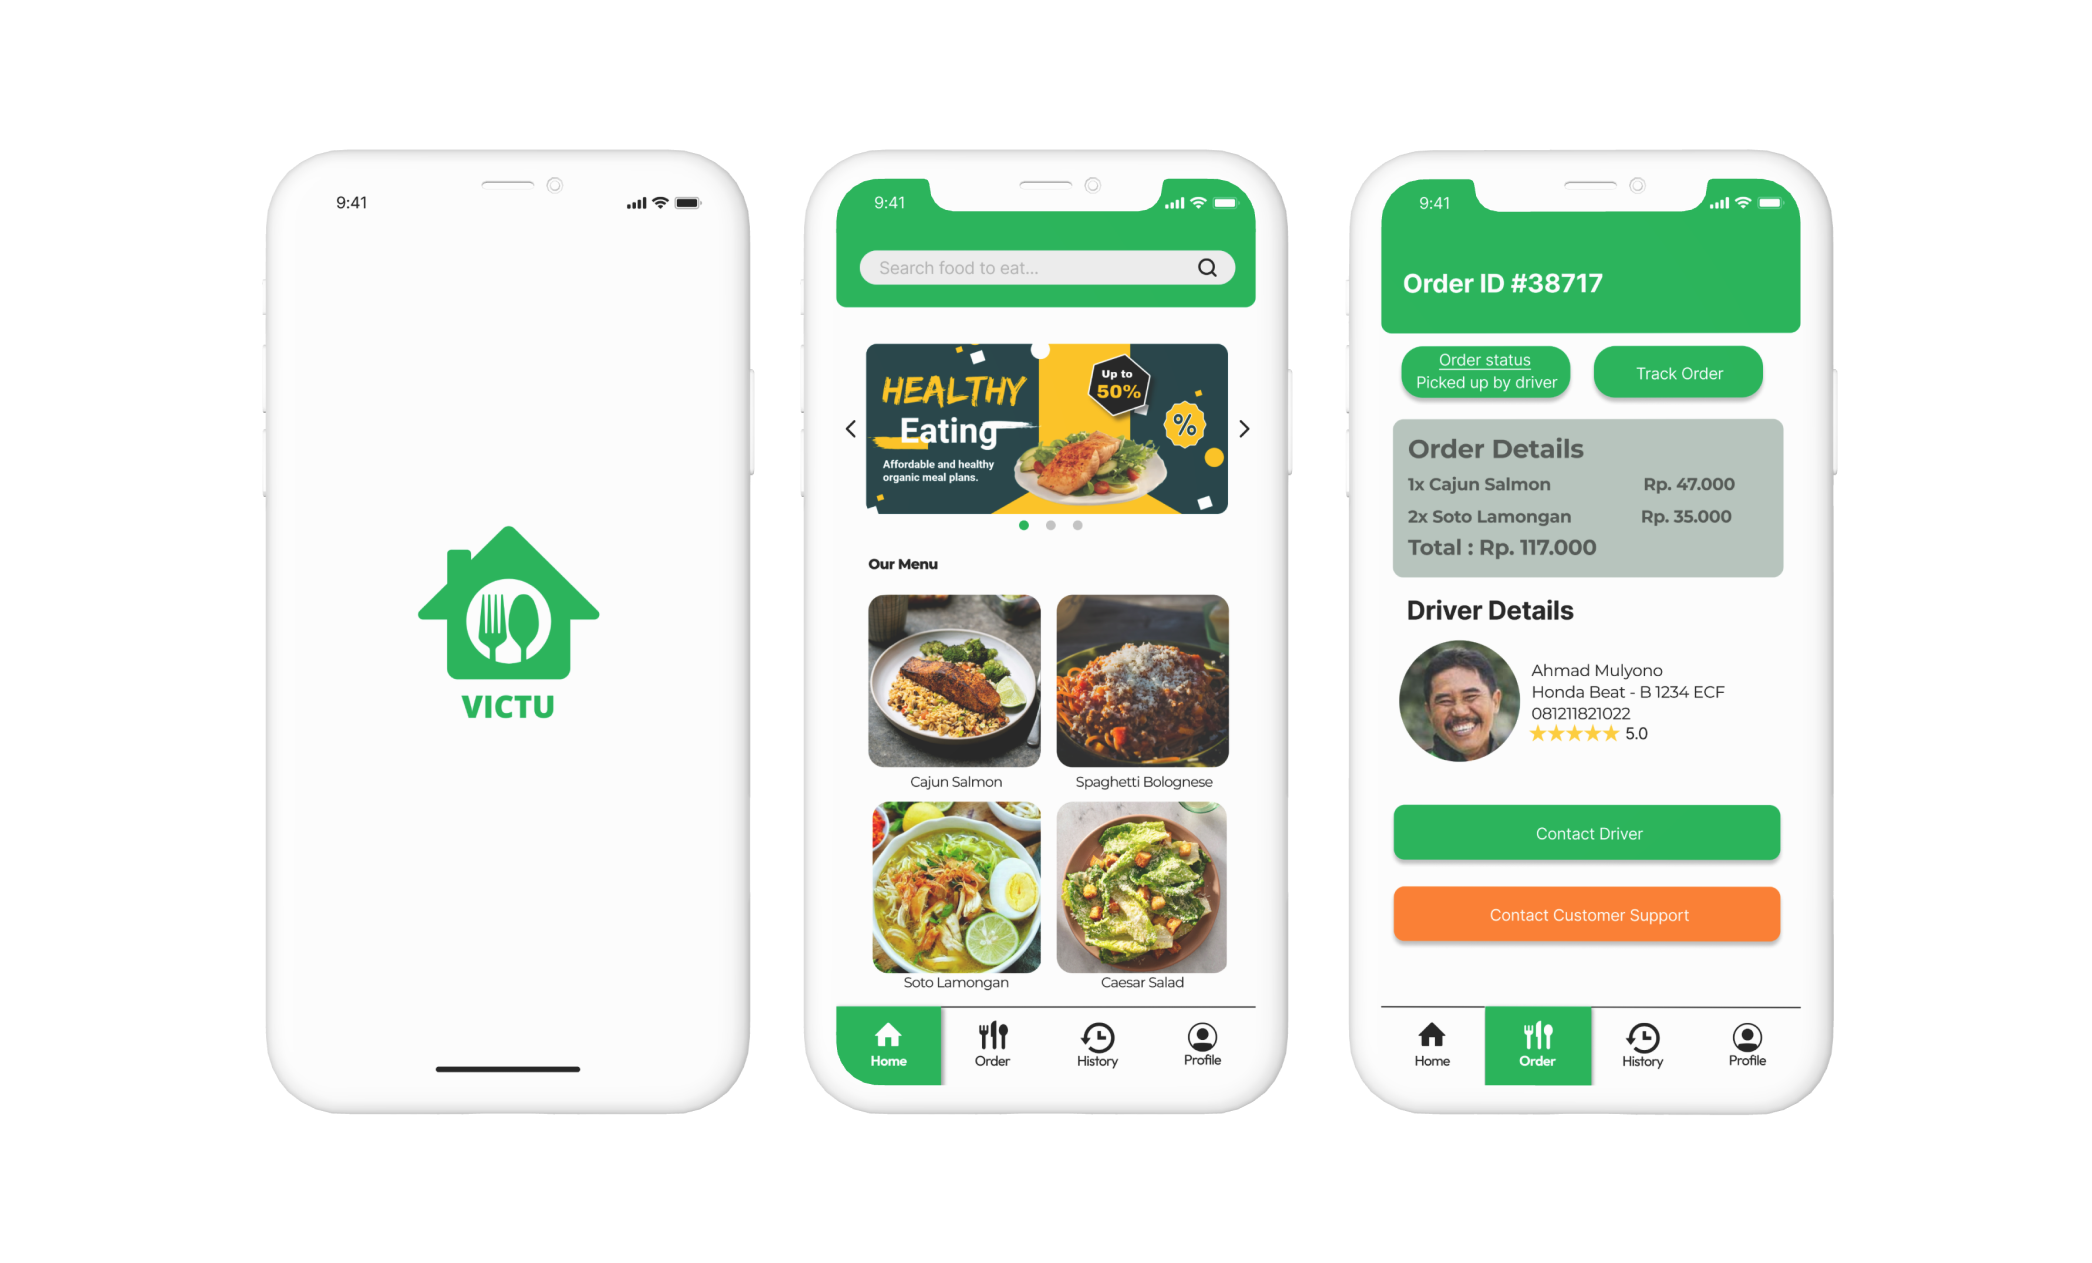 9:41
VICTU
9:41
Search food to eat...
HEALTHY
Eating
Affordable and healthy
organic meal plans.
Up to
50%
%
Our Menu
Cajun Salmon
Spaghetti Bolognese
Soto Lamongan
Caesar Salad
Home
Order
History
Profile
9:41
Order ID #38717
Order status
Picked up by driver
Track Order
Order Details
1x Cajun Salmon Rp. 47.000
2x Soto Lamongan Rp. 35.000
Total : Rp. 117.000
Driver Details
Ahmad Mulyono
Honda Beat - B 1234 ECF
081211821022
5.0
Contact Driver
Contact Customer Support
Home
Order
History
Profile